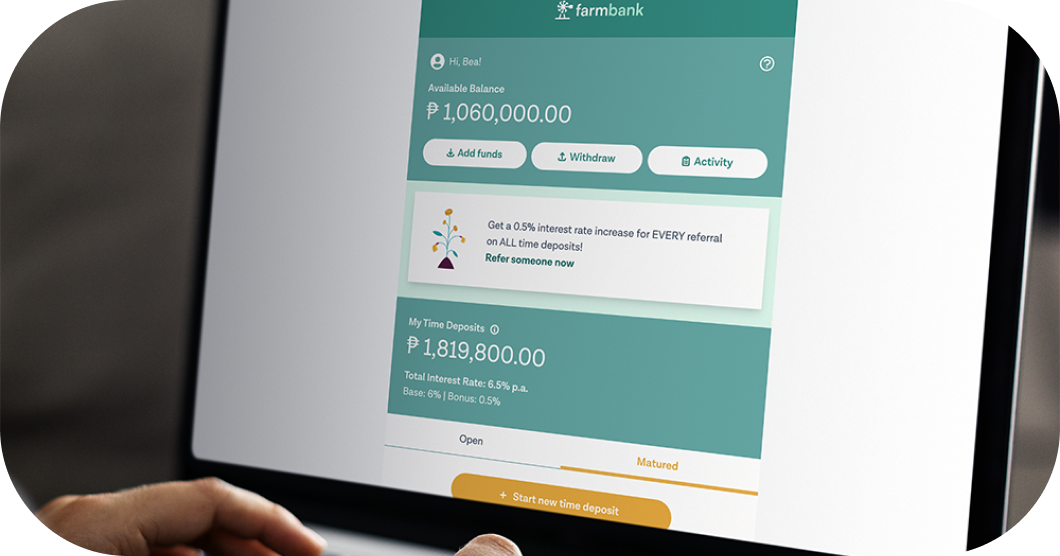 farmbank
Hi, Bea!
Available Balance
₱ 1,060,000.00
Add funds
Withdraw
Activity
Get a 0.5% interest rate increase for EVERY referral
on ALL time deposits!
Refer someone now
My Time Deposits
₱ 1,819,800.00
Total Interest Rate: 6.5% p.a.
Base: 6% | Bonus: 0.5%
Open
Matured
+ Start new time deposit